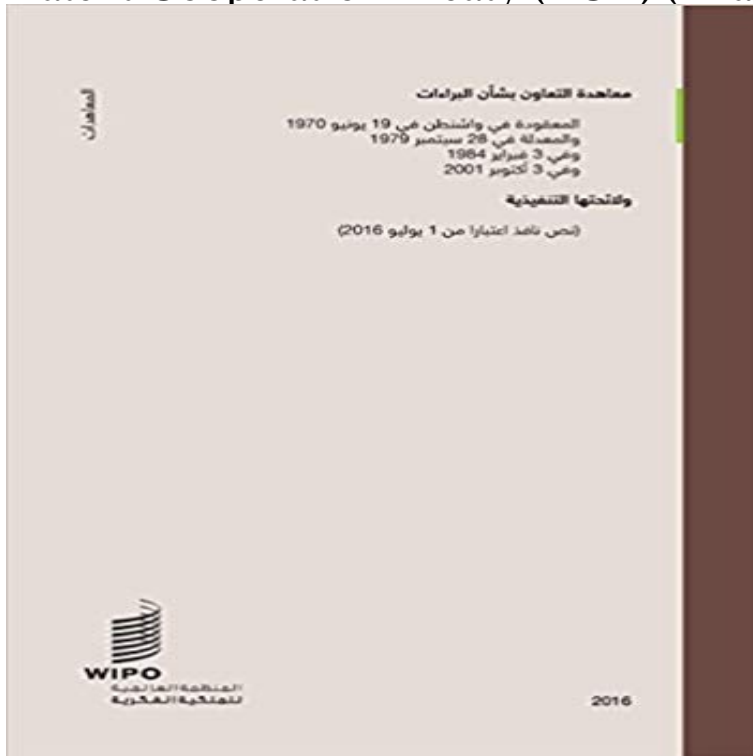 معاهدة التعاون بشأن البراءات
المعقودة في واشنطن في 19 يونيو 1970
والمعدلة في 28 سبتمبر 1979
وفي 3 فبراير 1984
وفي 3 أكتوبر 2001
ولائحتها التنفيذية
(نص نافذ اعتبارا من 1 يوليو 2016)
المعاهدات
WIPO
المنظمة العالمية
للملكية الفكرية
2016